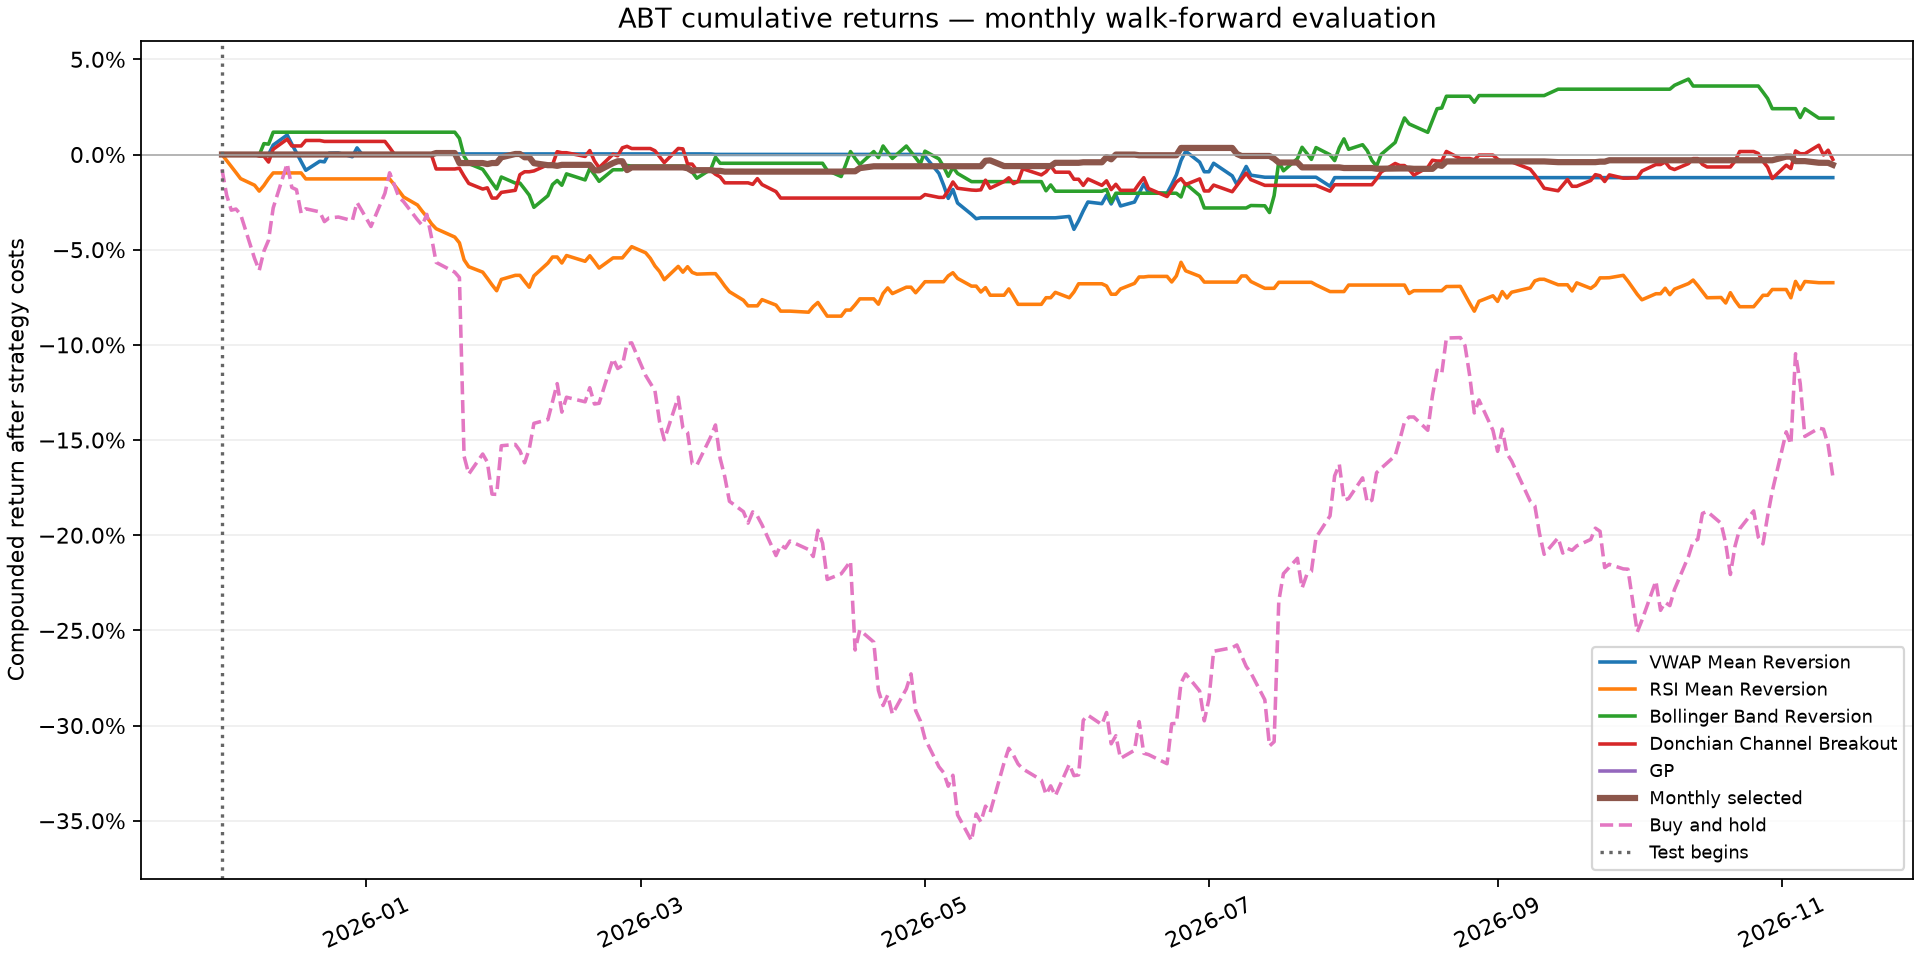 ABT cumulative returns — monthly walk-forward evaluation
Compounded return after strategy costs
5.0%
0.0%
−5.0%
−10.0%
−15.0%
−20.0%
−25.0%
−30.0%
−35.0%
2026-01
2026-03
2026-05
2026-07
2026-09
2026-11
VWAP Mean Reversion
RSI Mean Reversion
Bollinger Band Reversion
Donchian Channel Breakout
GP
Monthly selected
Buy and hold
Test begins